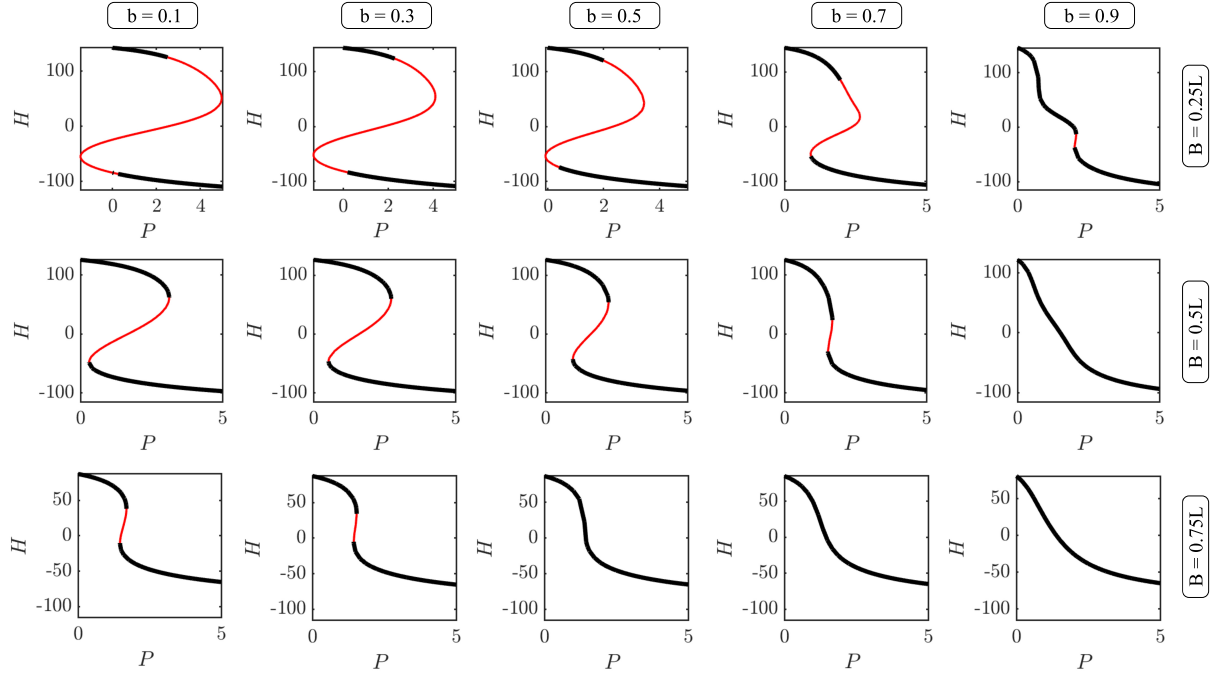 b = 0.1 b = 0.3 b = 0.5 b = 0.7 b = 0.9
100 100 100 100 100
H H H H H
0 0 0 0 0
B = 0.25L
-100 -100 -100 -100 -100
0 2 4 0 2 4 0 2 4 0 5 0 5
P P P P P
100 100 100 100 100
H H H H H
0 0 0 0 0
B = 0.5L
-100 -100 -100 -100 -100
0 5 0 5 0 5 0 5 0 5
P P P P P
50 50 50 50 50
H H H H H
0 0 0 0 0
B = 0.75L
-50 -50 -50 -50 -50
-100 -100 -100 -100 -100
0 5 0 5 0 5 0 5 0 5
P P P P P